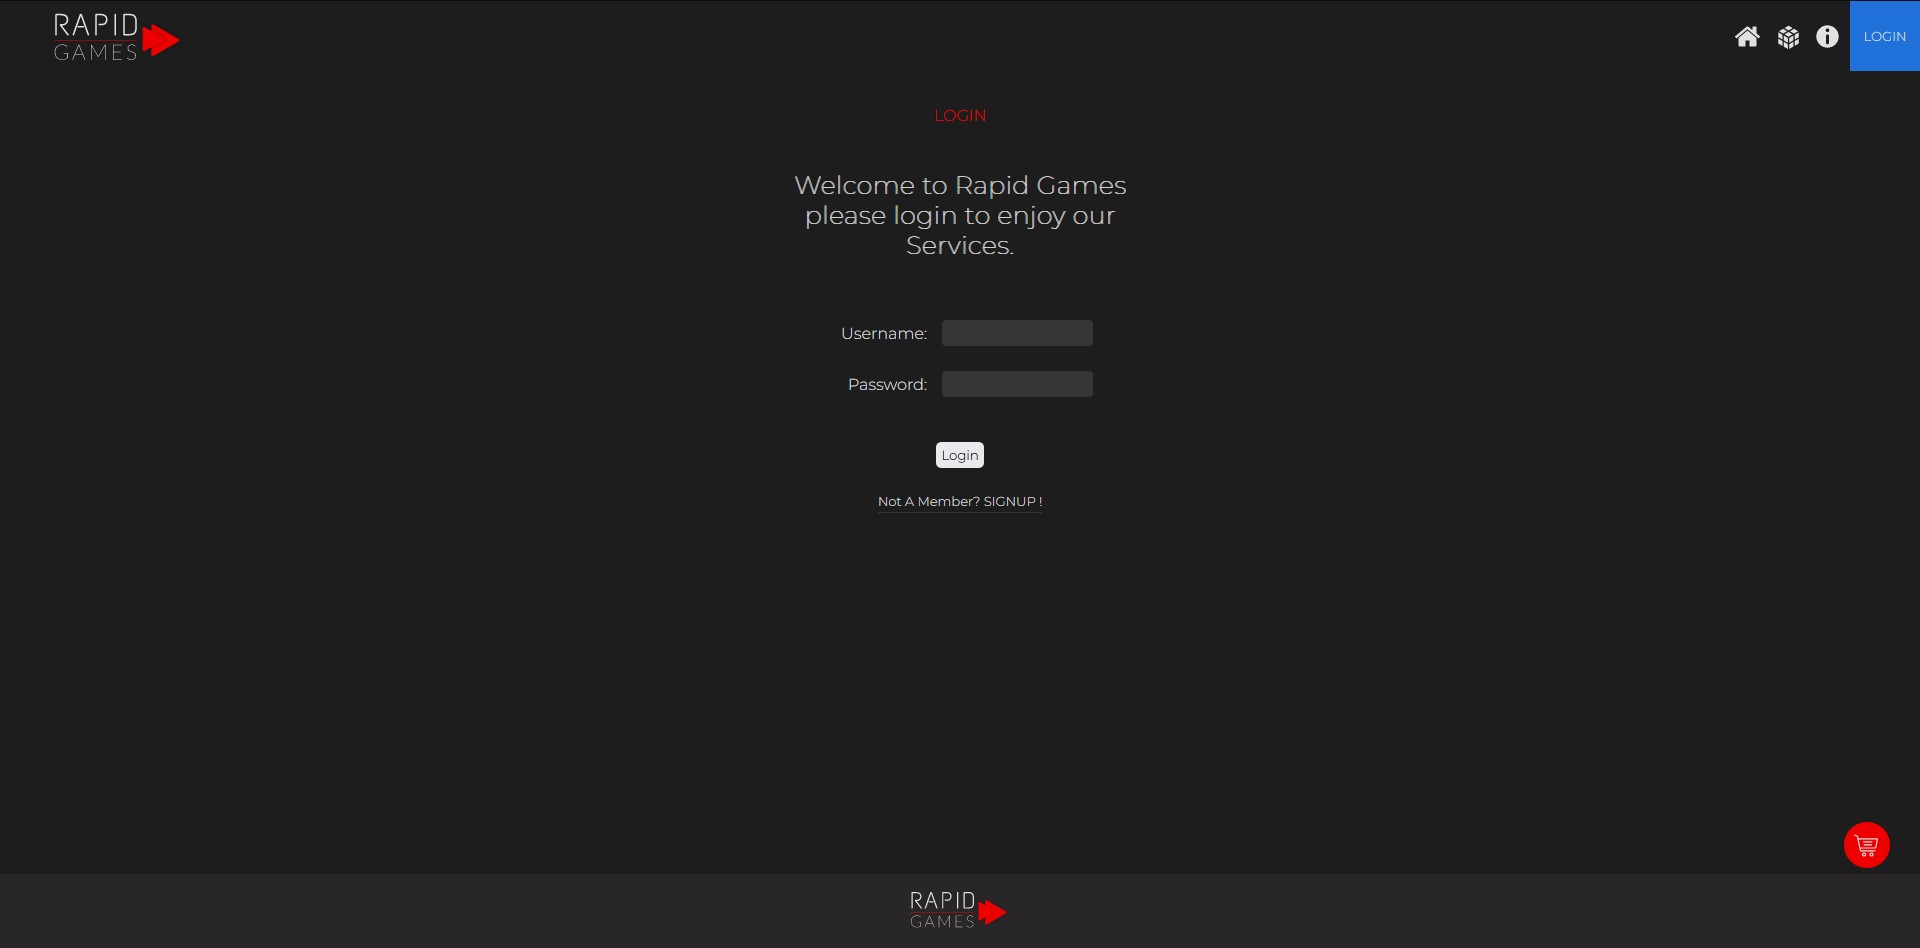 RAPID
GAMES
LOGIN
LOGIN
Welcome to Rapid Games
please login to enjoy our
Services.
Username:
Password:
Login
Not A Member? SIGNUP !
RAPID
GAMES